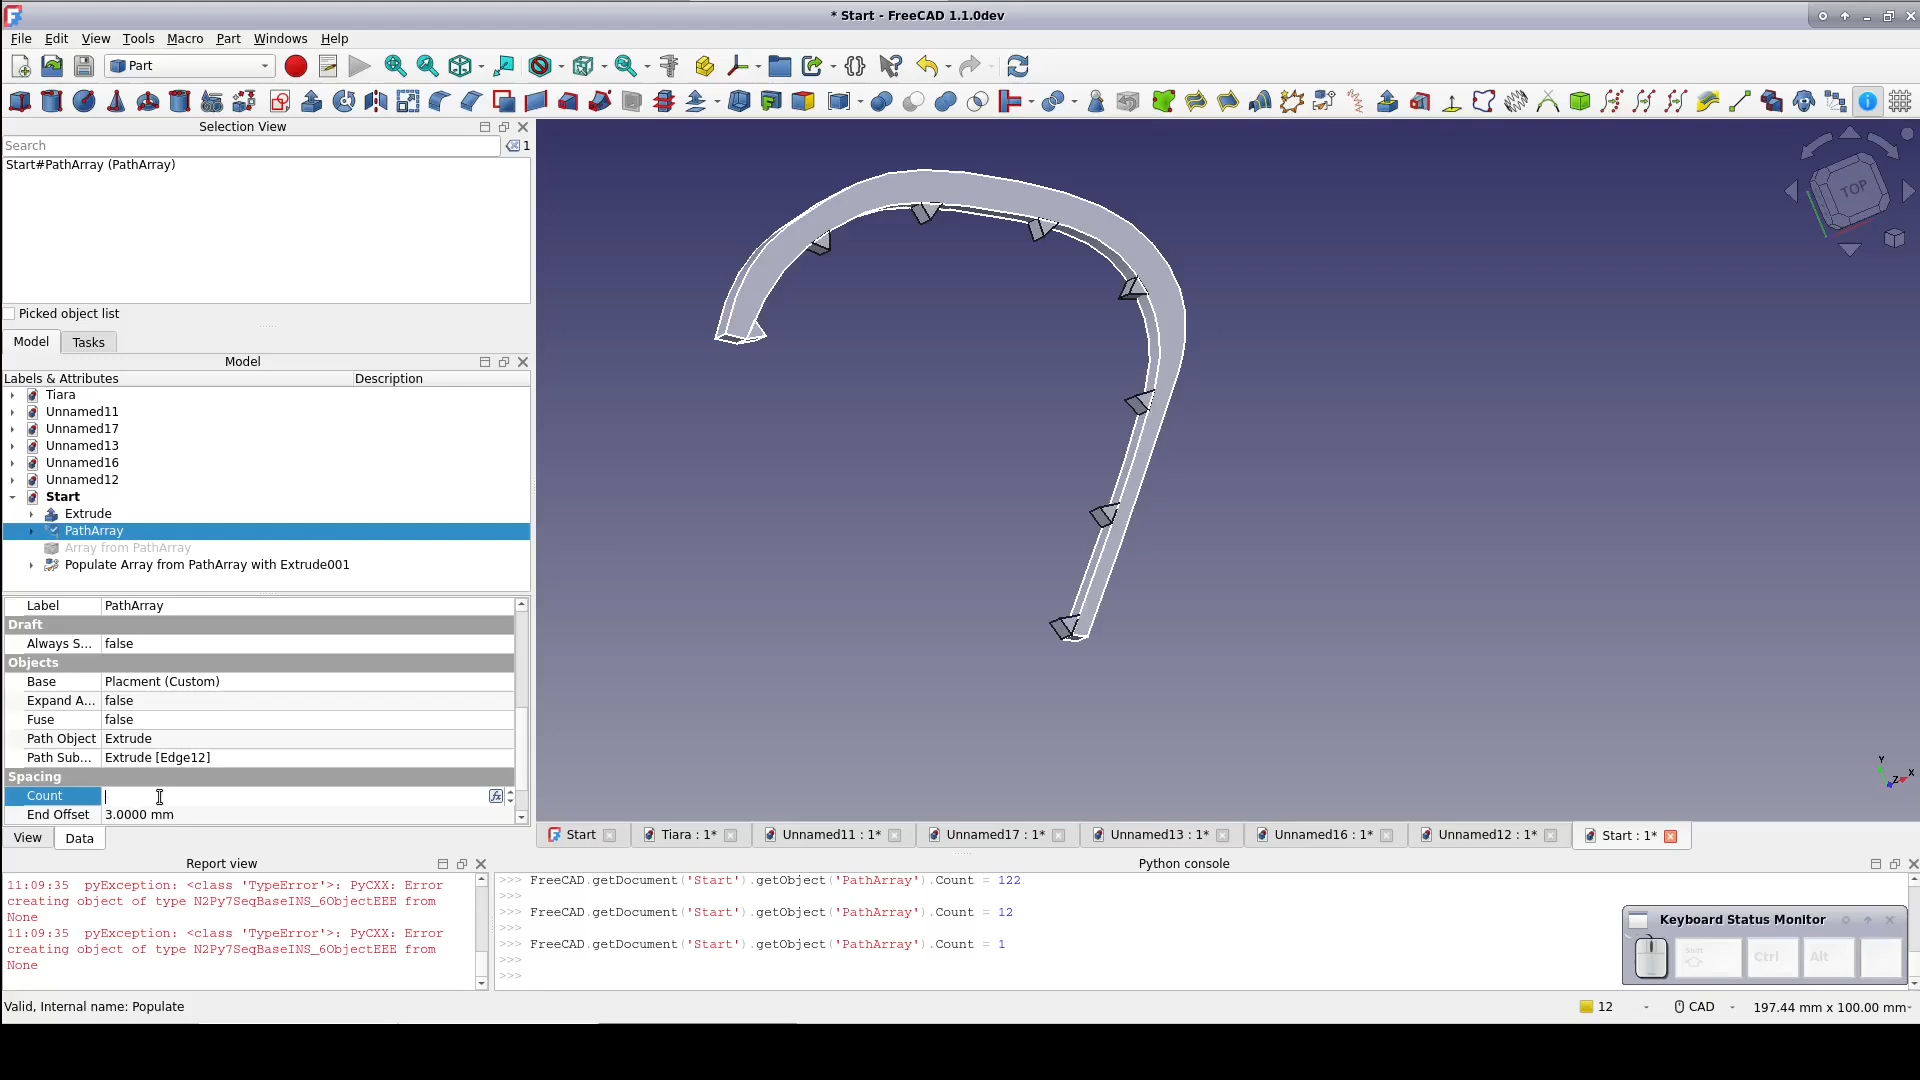 * Start - FreeCAD 1.1.0dev
File Edit View Tools Macro Part Windows Help
Part
Selection View
Search
1
Start#PathArray (PathArray)
Picked object list
Model Tasks
Model
Labels & Attributes Description
Tiara
Unnamed11
Unnamed17
Unnamed13
Unnamed16
Unnamed12
Start
Extrude
PathArray
Array from PathArray
Populate Array from PathArray with Extrude001
Label PathArray
Draft
Always S... false
Objects
Base Placment (Custom)
Expand A... false
Fuse false
Path Object Extrude
Path Sub... Extrude [Edge12]
Spacing
Count
End Offset 3.0000 mm
View Data
TOP
Y
Z
X
Start Tiara : 1* Unnamed11 : 1* Unnamed17 : 1* Unnamed13 : 1* Unnamed16 : 1* Unnamed12 : 1* Start : 1*
Report view
11:09:35 pyException: <class 'TypeError'>: PyCXX: Error
creating object of type N2Py7SeqBaseINS_6ObjectEEE from
None
11:09:35 pyException: <class 'TypeError'>: PyCXX: Error
creating object of type N2Py7SeqBaseINS_6ObjectEEE from
None
Python console
>>> FreeCAD.getDocument('Start').getObject('PathArray').Count = 122
>>>
>>> FreeCAD.getDocument('Start').getObject('PathArray').Count = 12
>>>
>>> FreeCAD.getDocument('Start').getObject('PathArray').Count = 1
>>>
>>>
Keyboard Status Monitor
Shift Ctrl Alt
Valid, Internal name: Populate
12 CAD 197.44 mm x 100.00 mm